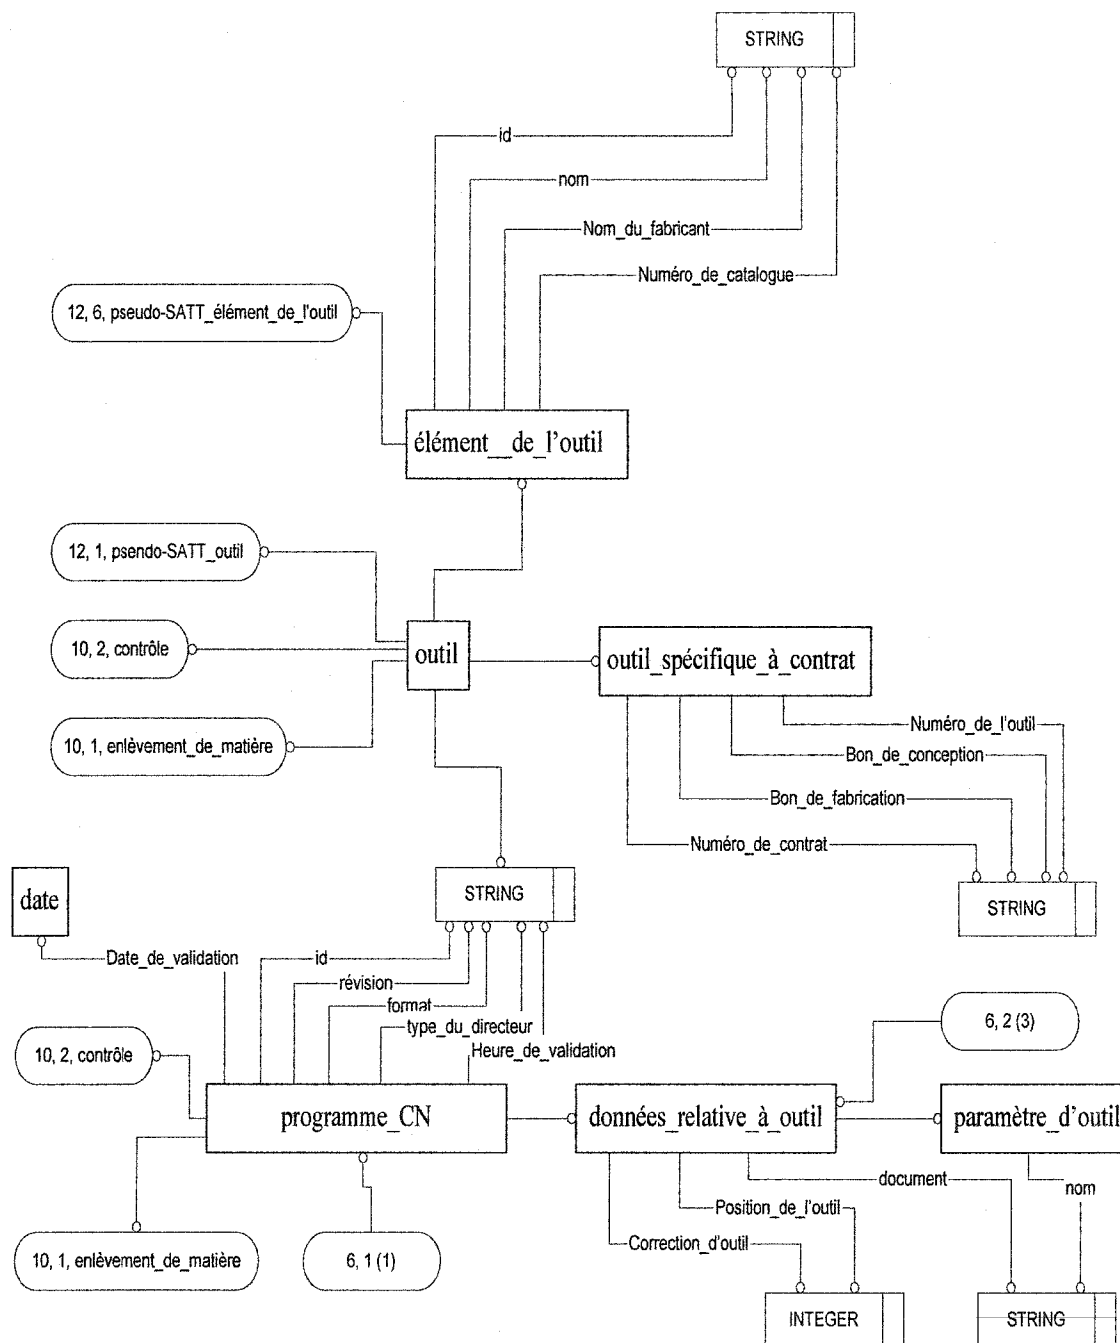 STRING
id
nom
Nom_du_fabricant
Numéro_de_catalogue
12, 6, pseudo-SATT_élément_de_l'outil
élément__de_l'outil
12, 1, psendo-SATT_outil
10, 2, contrôle
outil
outil_spécifique_à_contrat
10, 1, enlèvement_de_matière
Numéro_de_l'outil
Bon_de_conception
Bon_de_fabrication
Numéro_de_contrat
date
STRING
STRING
Date_de_validation
id
révision
format
type_du_directeur
Heure_de_validation
10, 2, contrôle
6, 2 (3)
programme_CN
données_relative_à_outil
paramètre_d'outil
document
nom
Position_de_l'outil
Correction_d'outil
10, 1, enlèvement_de_matière
6, 1 (1)
INTEGER
STRING